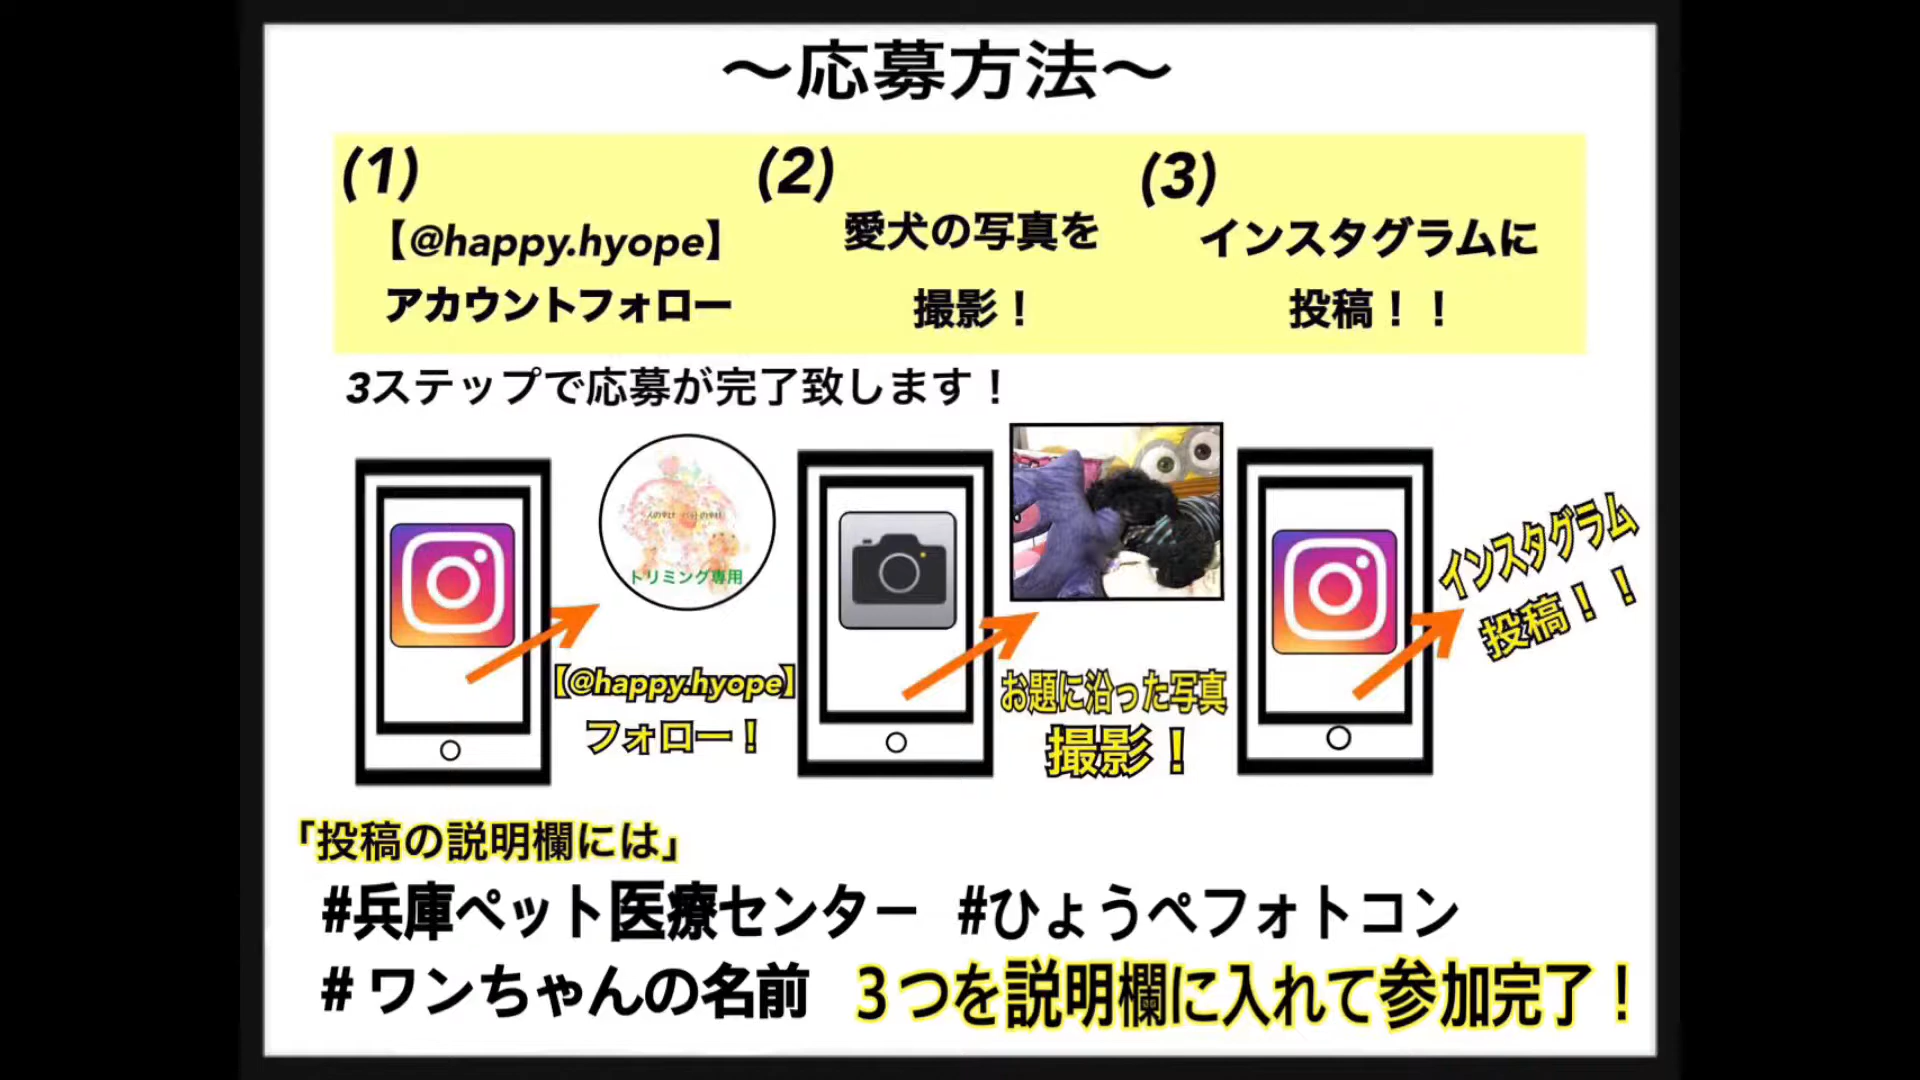 〜応募方法〜
(1)
【@happy.hyope】
アカウントフォロー
(2)
愛犬の写真を
撮影！
(3)
インスタグラムに
投稿！！
3ステップで応募が完了致します！
トリミング専用
【@happy.hyope】
フォロー！
お題に沿った写真
撮影！
インスタグラム
投稿！！
「投稿の説明欄には」
#兵庫ペット医療センター #ひょうペフォトコン
# ワンちゃんの名前 ３つを説明欄に入れて参加完了！